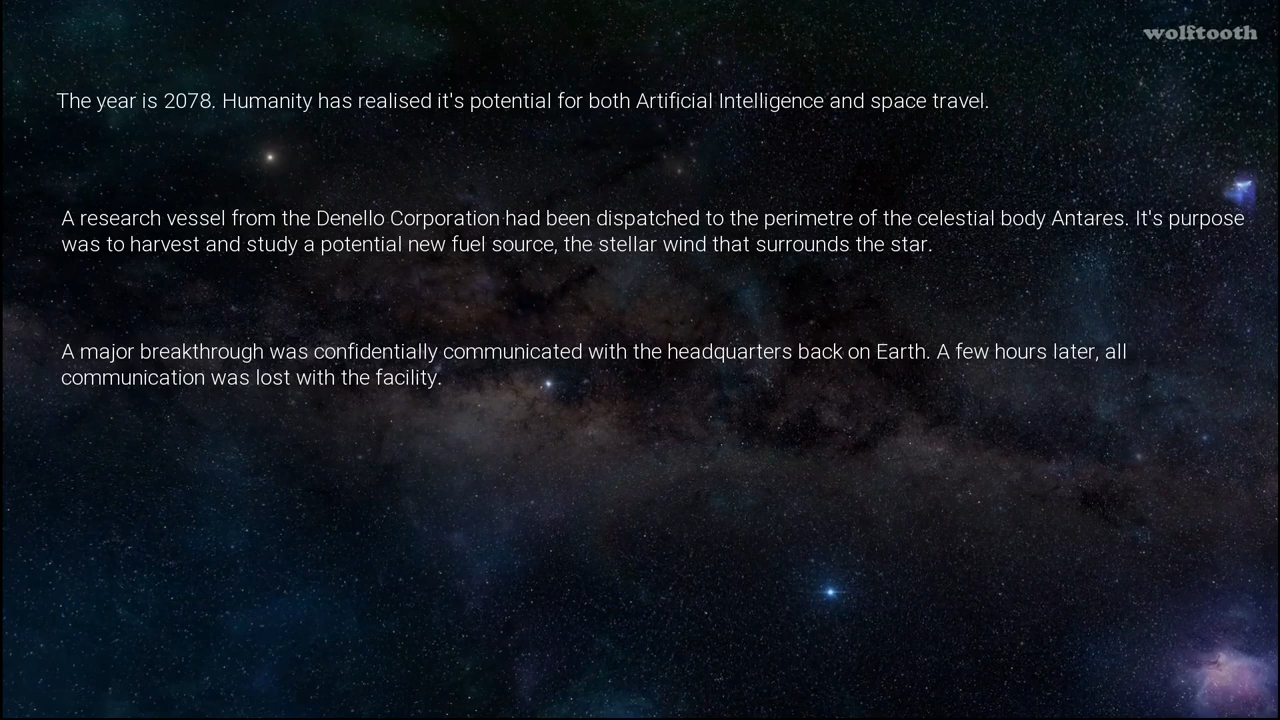 wolftooth
The year is 2078. Humanity has realised it's potential for both Artificial Intelligence and space travel.
A research vessel from the Denello Corporation had been dispatched to the perimetre of the celestial body Antares. It's purpose
was to harvest and study a potential new fuel source, the stellar wind that surrounds the star.
A major breakthrough was confidentially communicated with the headquarters back on Earth. A few hours later, all
communication was lost with the facility.